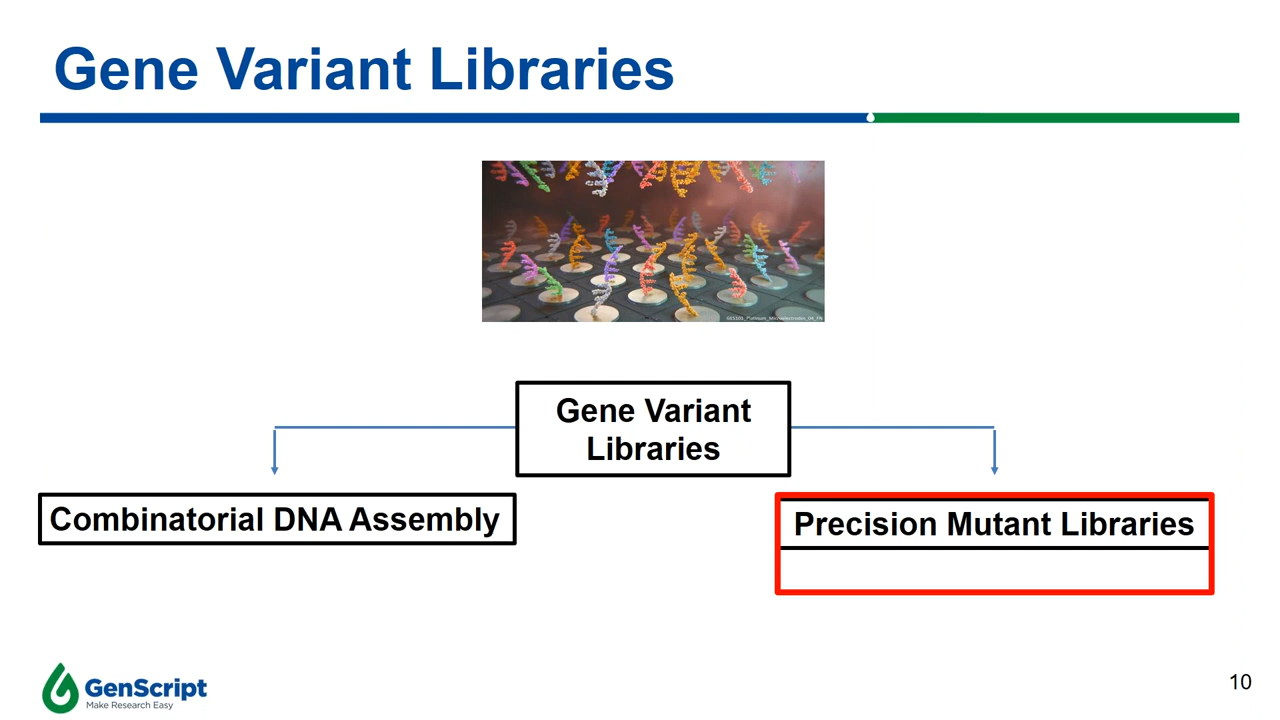 Gene Variant Libraries
Gene Variant
Libraries
Combinatorial DNA Assembly
Precision Mutant Libraries
GenScript
Make Research Easy
10